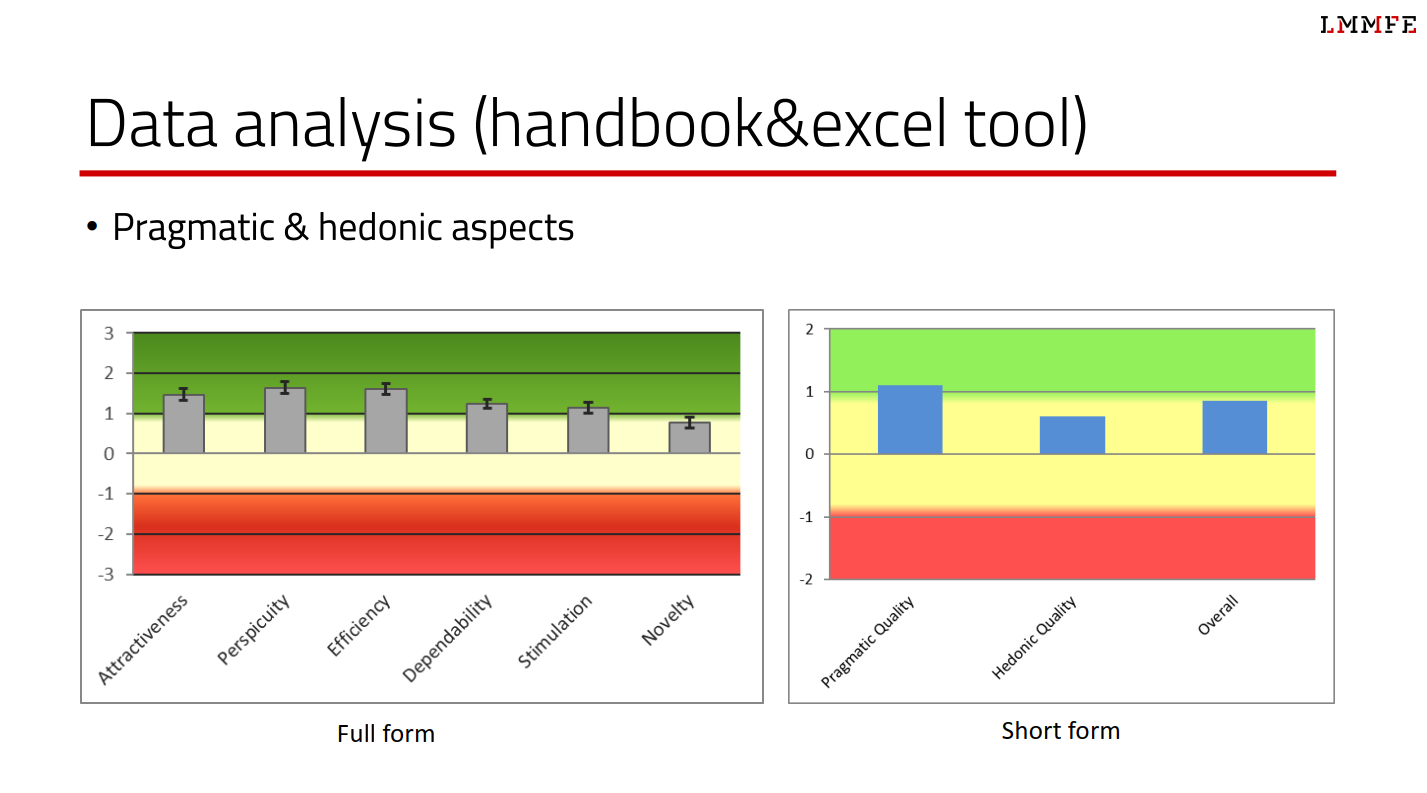 LMMFE
Data analysis (handbook&excel tool)
• Pragmatic & hedonic aspects
3
2
1
0
-1
-2
-3
Attractiveness
Perspicuity
Efficiency
Dependability
Stimulation
Novelty
Full form
2
1
0
-1
-2
Pragmatic Quality
Hedonic Quality
Overall
Short form